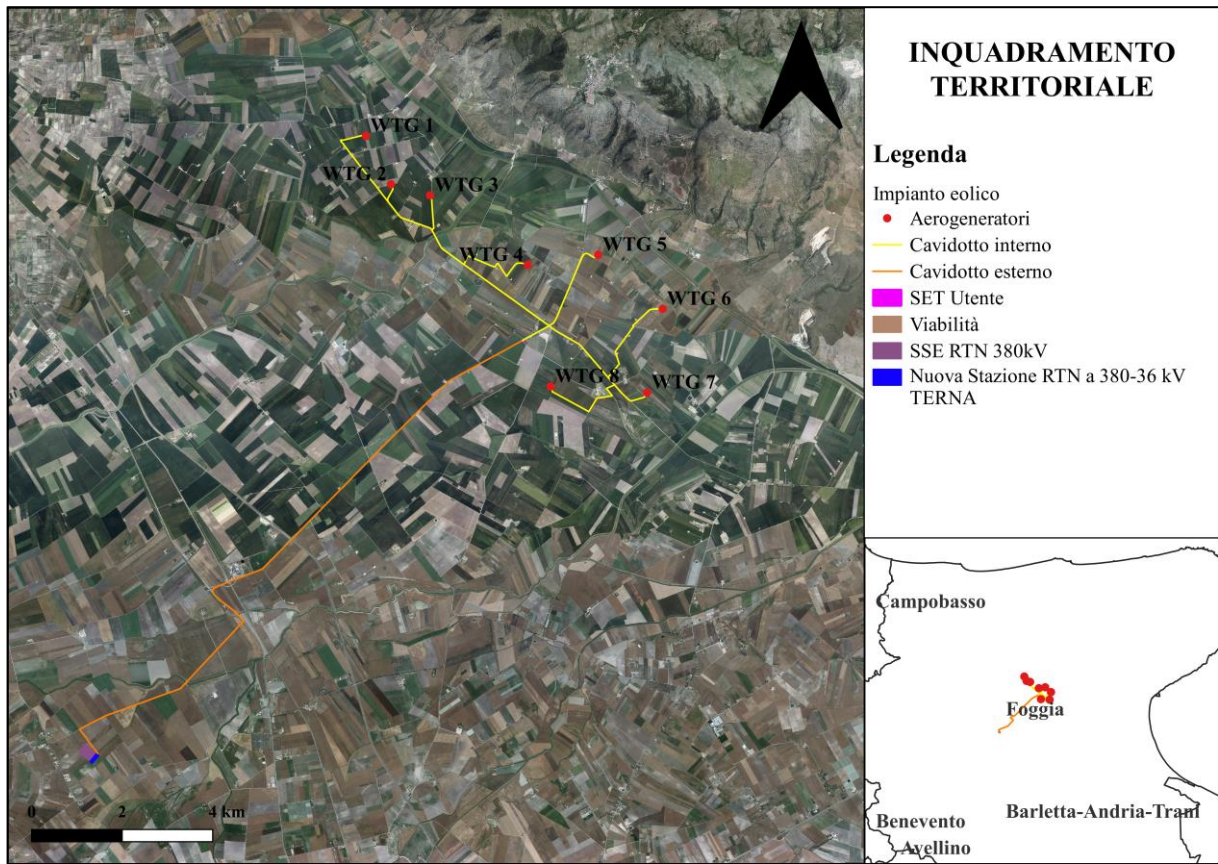 INQUADRAMENTO
TERRITORIALE
Legenda
Impianto eolico
Aerogeneratori
Cavidotto interno
Cavidotto esterno
SET Utente
Viabilità
SSE RTN 380kV
Nuova Stazione RTN a 380-36 kV
TERNA
WTG 1
WTG 2
WTG 3
WTG 4
WTG 5
WTG 6
WTG 8
WTG 7
0 2 4 km
Campobasso
Foggia
Barletta-Andria-Trani
Benevento
Avellino